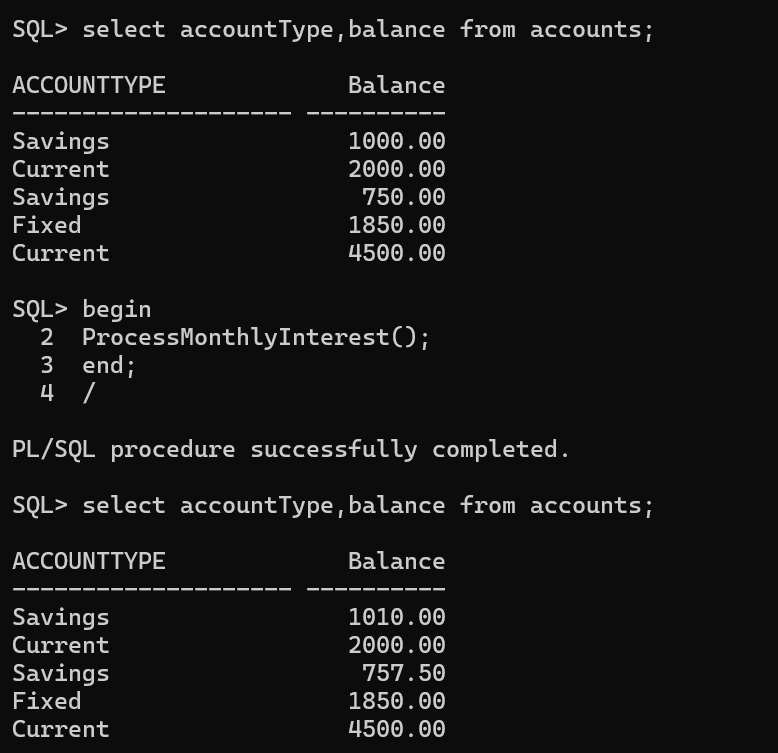 SQL> select accountType,balance from accounts;
ACCOUNTTYPE                Balance
-------------------- ----------
Savings                 1000.00
Current                 2000.00
Savings                  750.00
Fixed                   1850.00
Current                 4500.00
SQL> begin
  2  ProcessMonthlyInterest();
  3  end;
  4  /
PL/SQL procedure successfully completed.
SQL> select accountType,balance from accounts;
ACCOUNTTYPE                Balance
-------------------- ----------
Savings                 1010.00
Current                 2000.00
Savings                  757.50
Fixed                   1850.00
Current                 4500.00